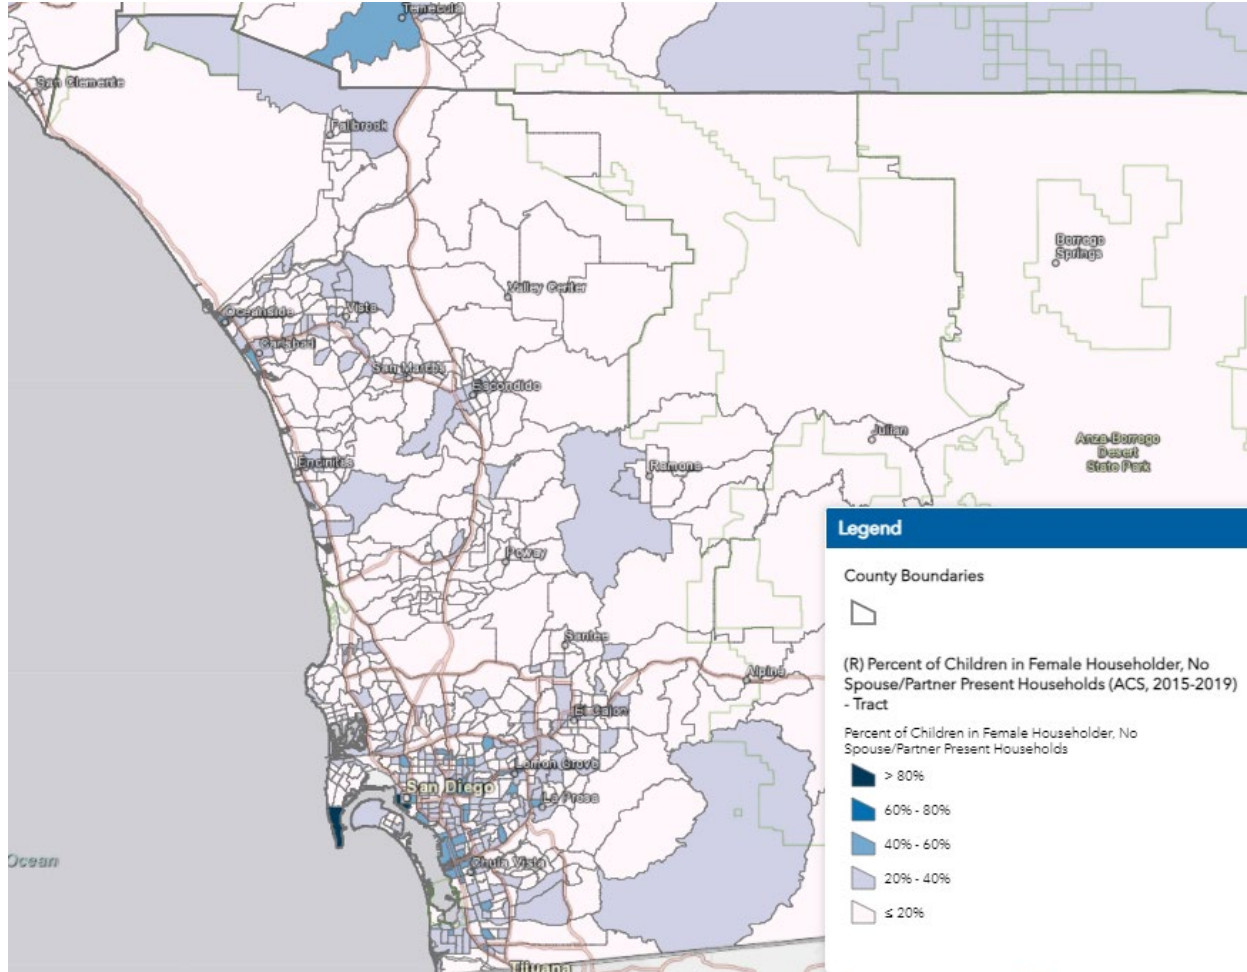 Temecula
San Clemente
Fallbrook
Borrego
Springs
Valley Center
Oceanside
Vista
Carlsbad
San Marcos
Escondido
Julian
Anza-Borrego
Desert
State Park
Encinitas
Ramona
Poway
Santee
Alpine
El Cajon
Lemon Grove
San Diego
La Presa
Chula Vista
Ocean
Tijuana
Legend
County Boundaries
(R) Percent of Children in Female Householder, No
Spouse/Partner Present Households (ACS, 2015-2019)
- Tract
Percent of Children in Female Householder, No
Spouse/Partner Present Households
> 80%
60% - 80%
40% - 60%
20% - 40%
≤ 20%